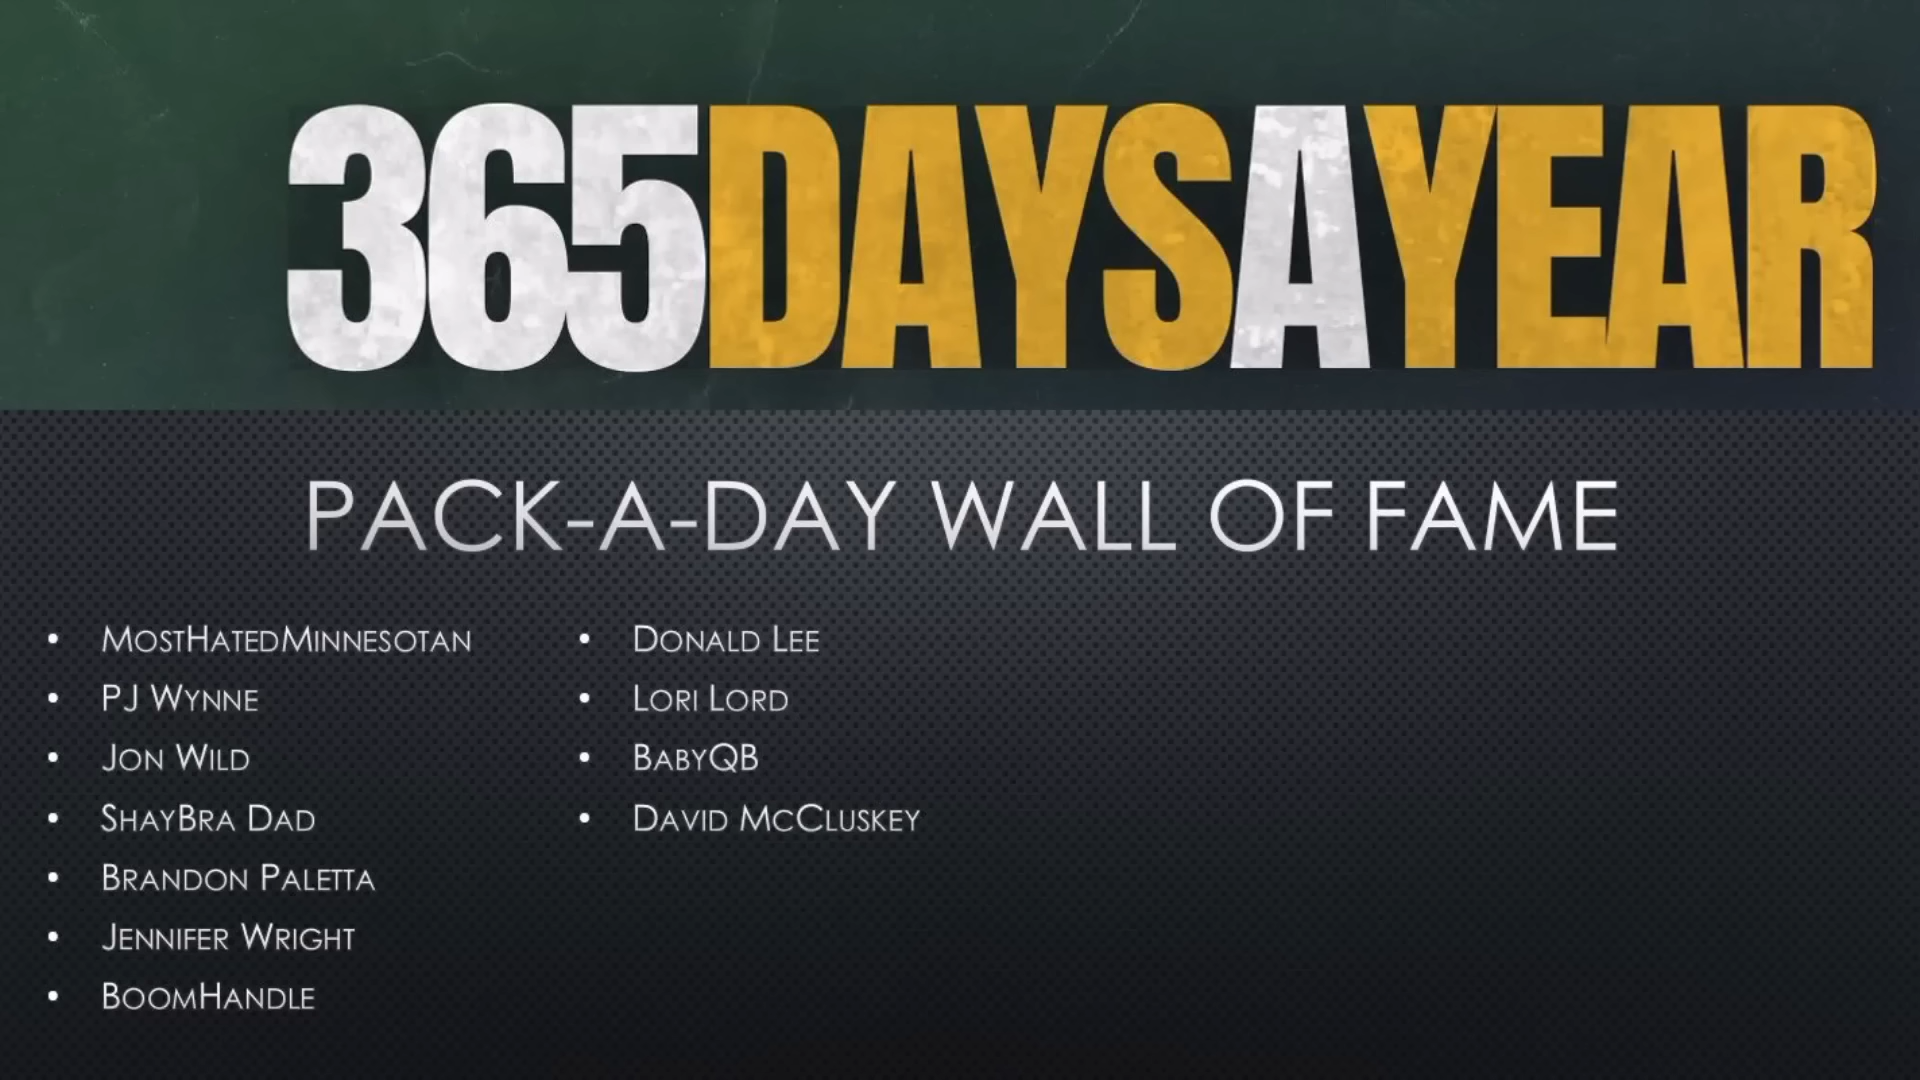 365DAYSAYEAR
PACK-A-DAY WALL OF FAME
• MostHatedMinnesotan
• PJ Wynne
• Jon Wild
• ShayBra Dad
• Brandon Paletta
• Jennifer Wright
• BoomHandle
• Donald Lee
• Lori Lord
• BabyQB
• David McCluskey